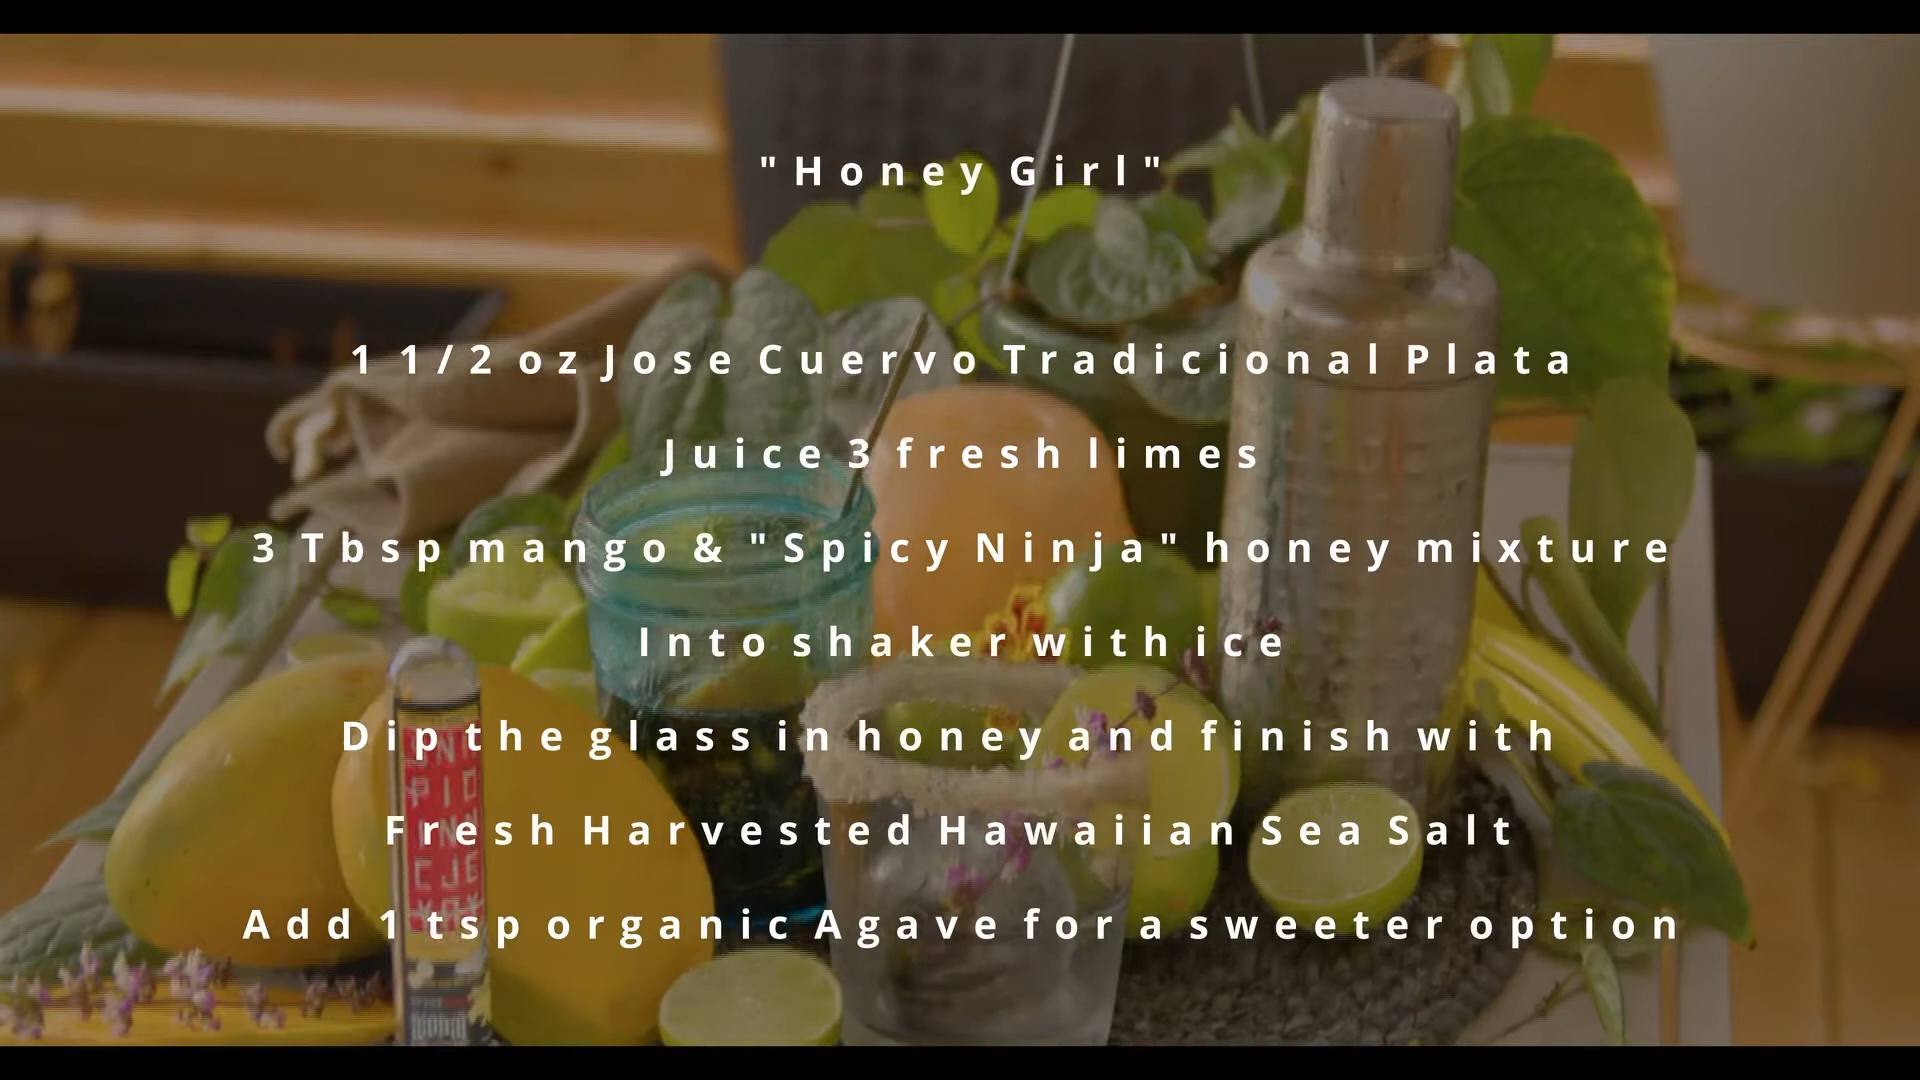 "Honey Girl"
1 1/2 oz Jose Cuervo Tradicional Plata
Juice 3 fresh limes
3 Tbsp mango & "Spicy Ninja" honey mixture
Into shaker with ice
Dip the glass in honey and finish with
Fresh Harvested Hawaiian Sea Salt
Add 1 tsp organic Agave for a sweeter option